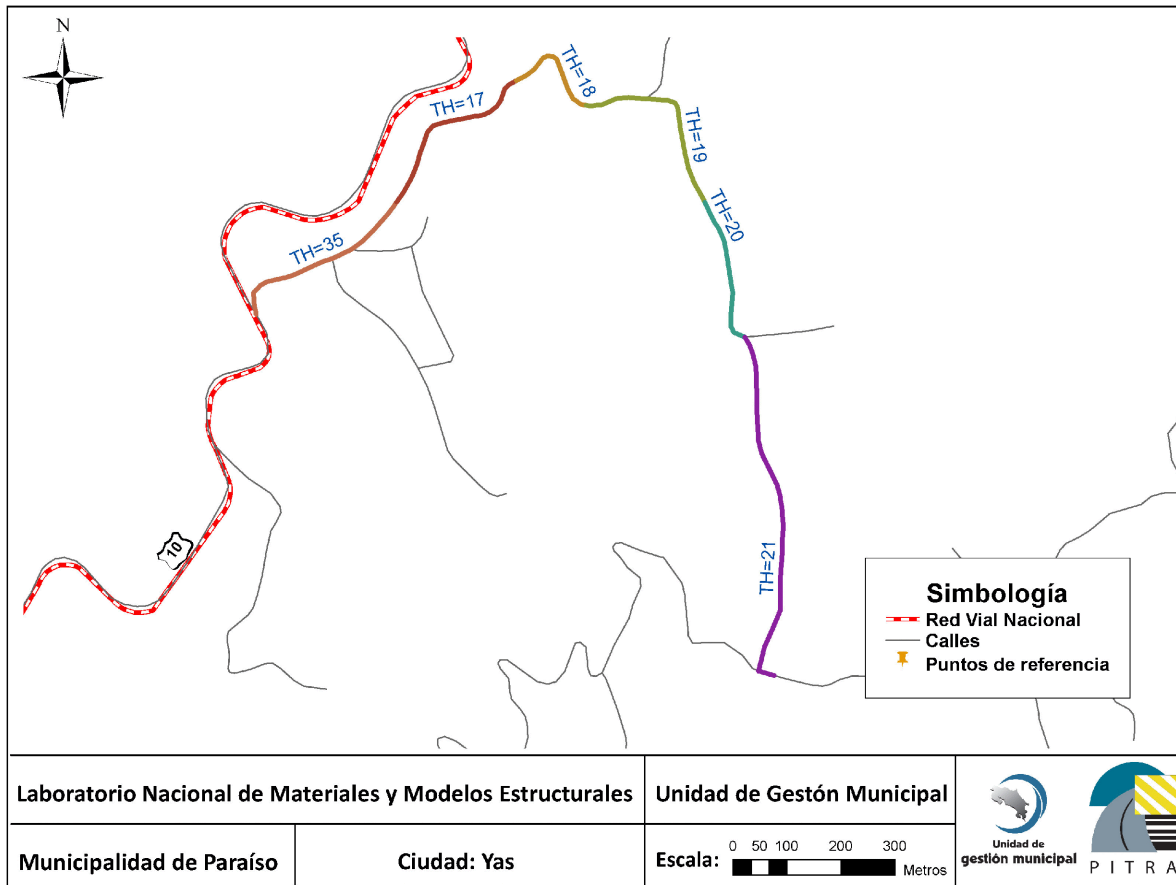 N
TH=18
TH=17
TH=19
TH=20
TH=35
10
TH=21
Simbología
Red Vial Nacional
Calles
Puntos de referencia
Laboratorio Nacional de Materiales y Modelos Estructurales
Unidad de Gestón Municipal
Municipalidad de Paraíso
Ciudad: Yas
Escala:
0 50 100 200 300
Metros
Unidad de
gestión municipal
PITRA